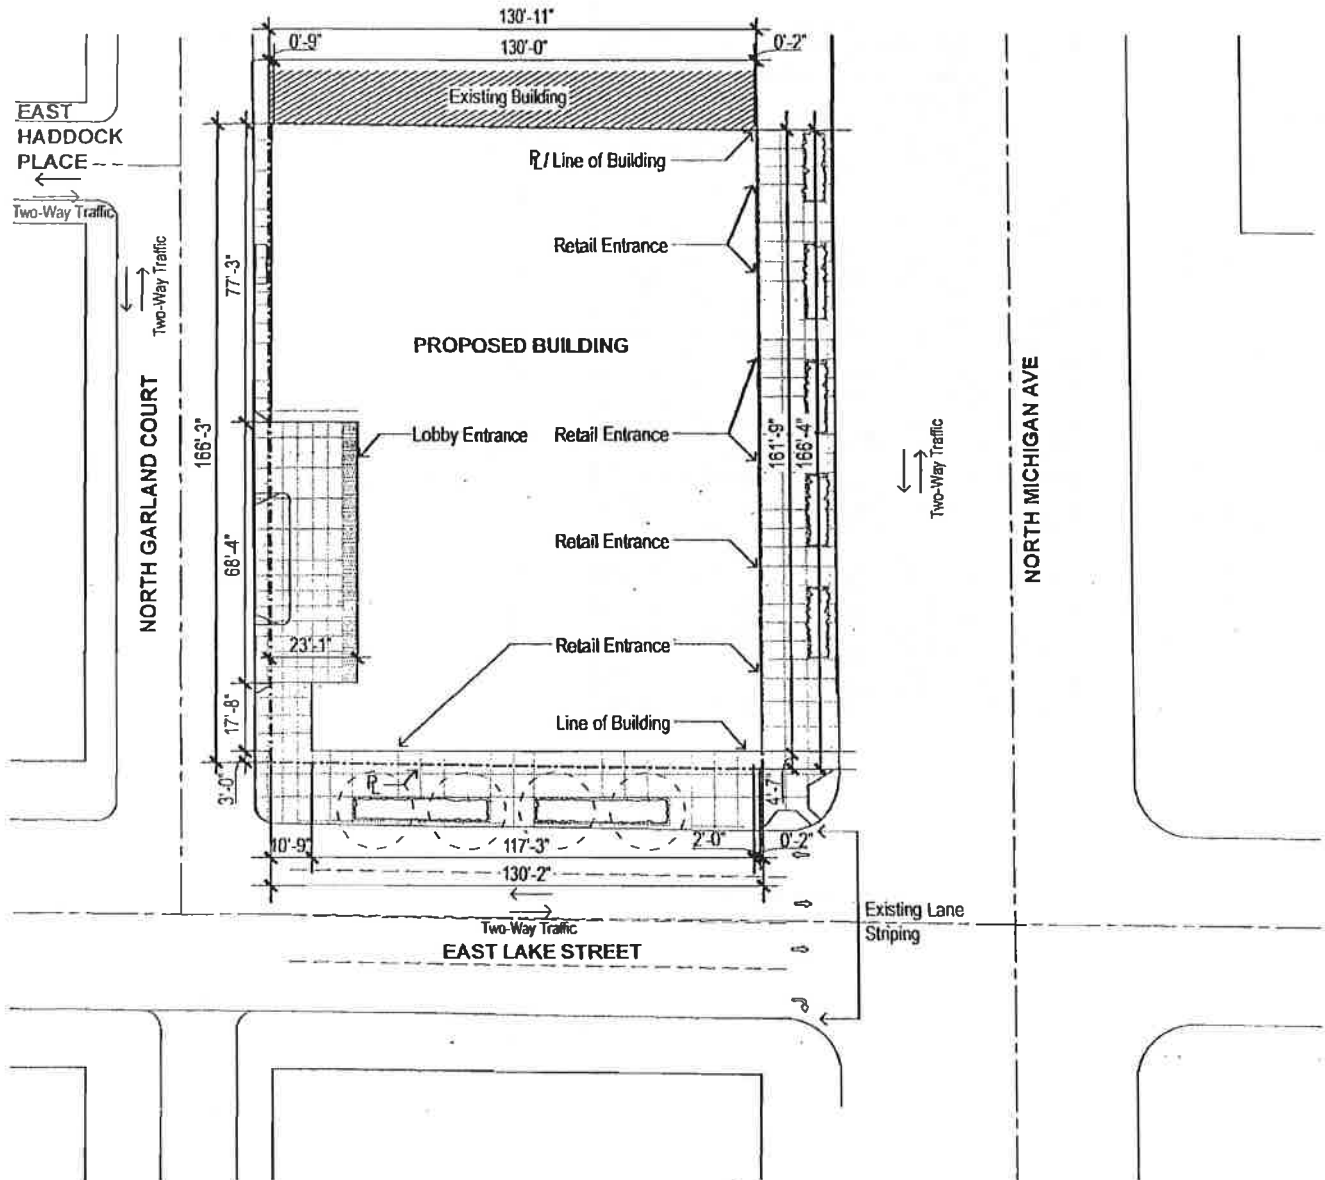 130'-11"
0'-9"
130'-0"
0'-2"
Existing Building
EAST
HADDOCK
PLACE
Two-Way Traffic
PL/ Line of Building
Two-Way Traffic
77'-3"
Retail Entrance
PROPOSED BUILDING
NORTH GARLAND COURT
166'-3"
Lobby Entrance
Retail Entrance
161'-9"
166'-4"
Two-Way Traffic
NORTH MICHIGAN AVE
68'-4"
Retail Entrance
23'-1"
Retail Entrance
17'-8"
Line of Building
3'-0"
PL
4'-7"
10'-9"
117'-3"
2'-0"
0'-2"
130'-2"
Two-Way Traffic
EAST LAKE STREET
Existing Lane
Striping